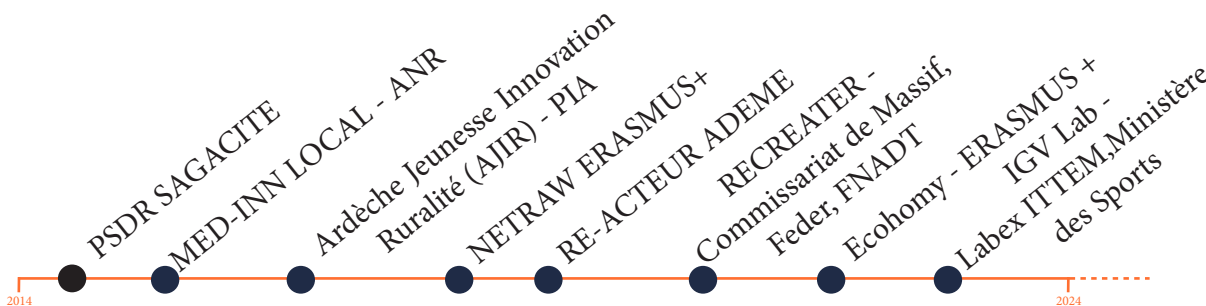 PSDR SAGACITE
MED-INN LOCAL - ANR
Ardèche Jeunesse Innovation
Ruralité (AJIR) - PIA
NETRAW ERASMUS+
RE-ACTEUR ADEME
RECREATER -
Commissariat de Massif,
Feder, FNADT
Ecohomy - ERASMUS +
IGV Lab -
Labex ITTEM,Ministère
des Sports
2014
2024